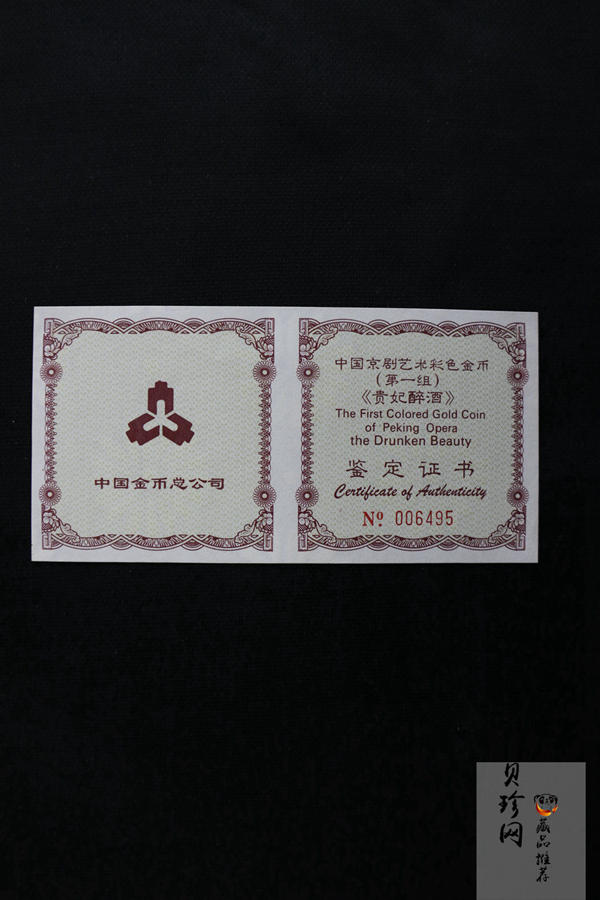 中国金币总公司
中国京剧艺术彩色金币
(第一组)
《贵妃醉酒》
The First Colored Gold Coin
of Peking Opera
the Drunken Beauty
鉴定证书
Certificate of Authenticity
Nº 006495
贝珍网
藏品推荐